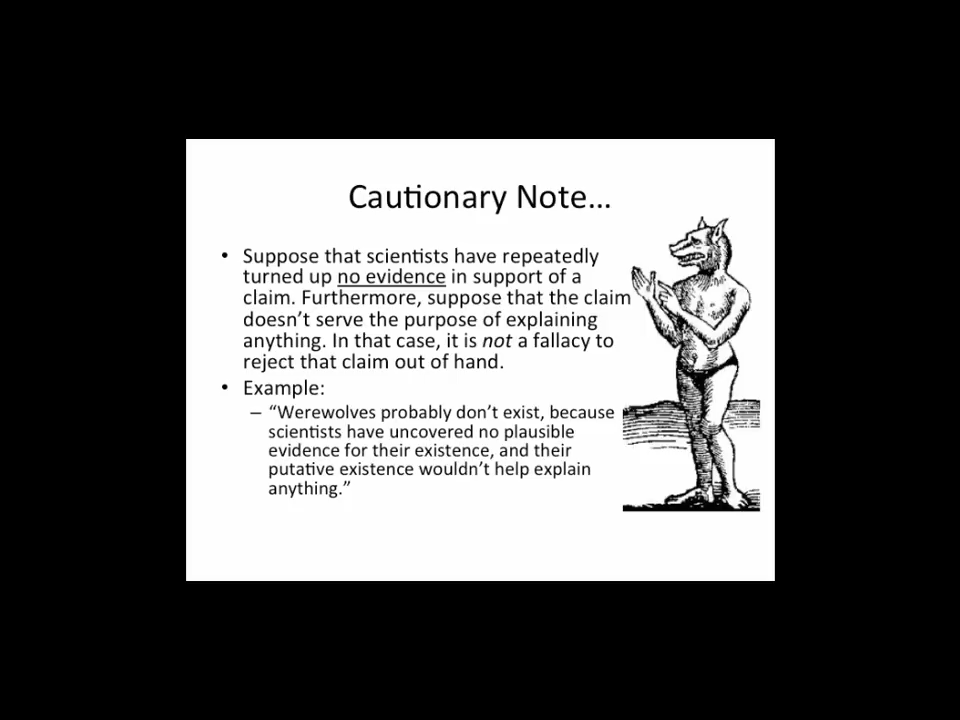 Cautionary Note...
• Suppose that scientists have repeatedly
turned up no evidence in support of a
claim. Furthermore, suppose that the claim
doesn't serve the purpose of explaining
anything. In that case, it is not a fallacy to
reject that claim out of hand.
• Example:
– “Werewolves probably don't exist, because
scientists have uncovered no plausible
evidence for their existence, and their
putative existence wouldn't help explain
anything.”